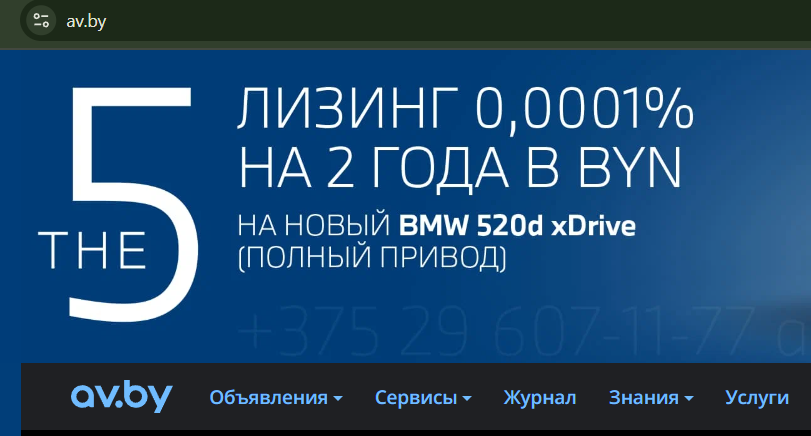 av.by
THE 5
ЛИЗИНГ 0,0001%
НА 2 ГОДА В BYN
НА НОВЫЙ BMW 520d xDrive
(ПОЛНЫЙ ПРИВОД)
+375 29 607-11-77
av.by Объявления Сервисы Журнал Знания Услуги